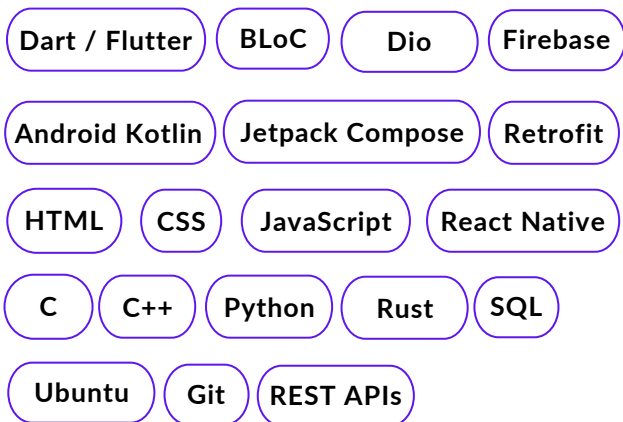 Dart / Flutter BLoC Dio Firebase
Android Kotlin Jetpack Compose Retrofit
HTML CSS JavaScript React Native
C C++ Python Rust SQL
Ubuntu Git REST APIs